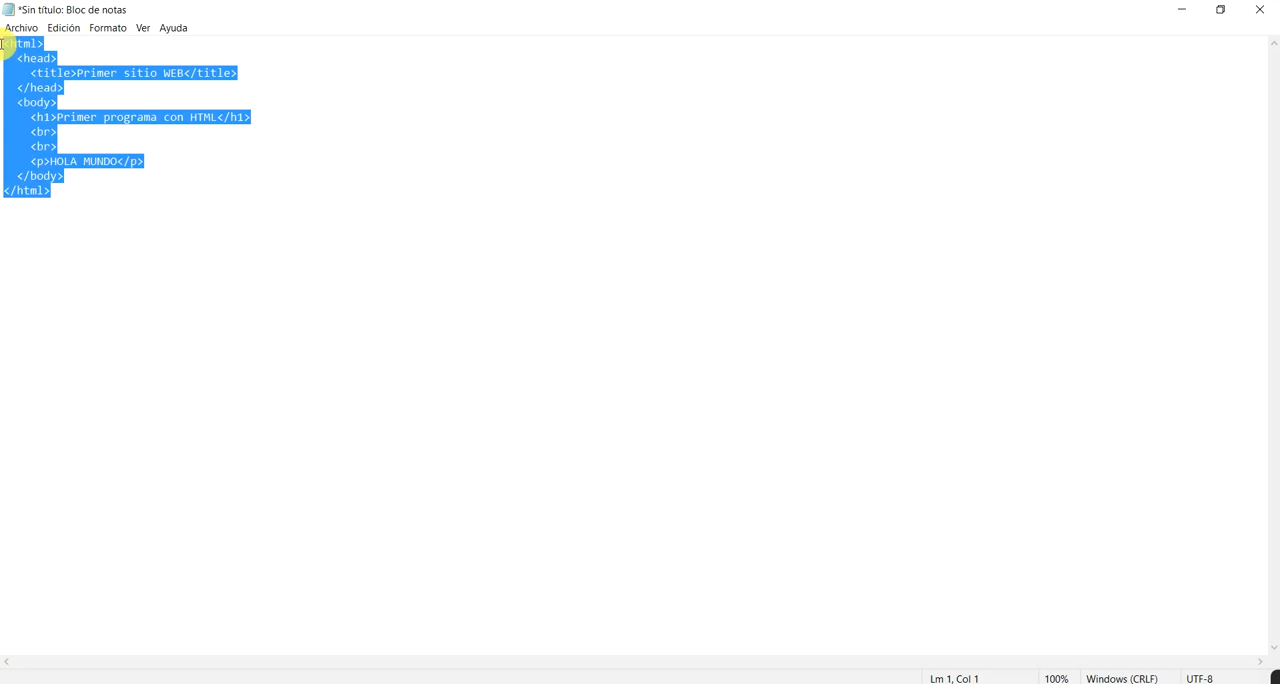 *Sin título: Bloc de notas
Archivo Edición Formato Ver Ayuda
<html>
<head>
<title>Primer sitio WEB</title>
</head>
<body>
<h1>Primer programa con HTML</h1>
<br>
<br>
<p>HOLA MUNDO</p>
</body>
</html>
Lm 1, Col 1 100% Windows (CRLF) UTF-8